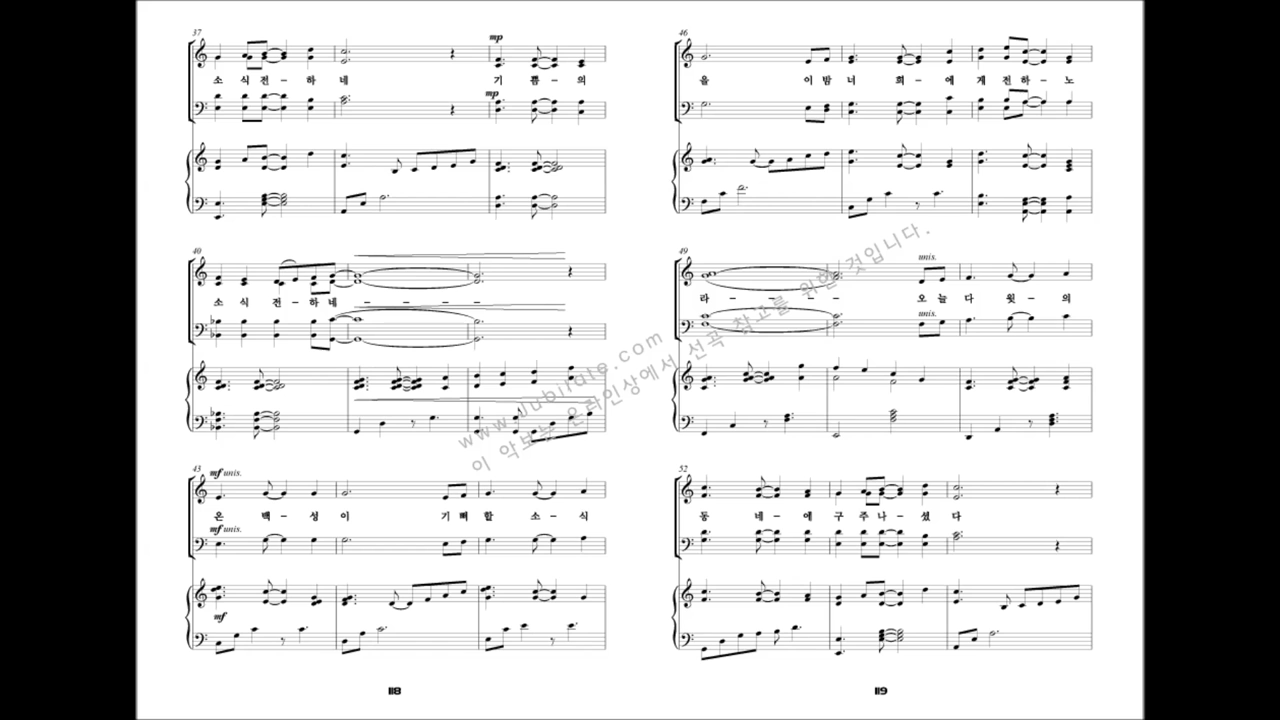 37
mp
소 식 전 - 하 네 기 쁨 - 의
mp
40
소 식 전 - 하 네 - - - -
43
mf unis.
온 백 - 성 이 기 뻐 할 소 - 식
mf unis.
mf
118
46
을 이 밤 너 희 - 에 게 전 하 - 노
49
unis.
라 - - - - 오 늘 다 윗 - 의
unis.
52
동 네 - 에 구 주 나 - 셨 다
119
www.Jubilate.com
이 악보는 온라인상에서 선곡 참고를 위한 것입니다.